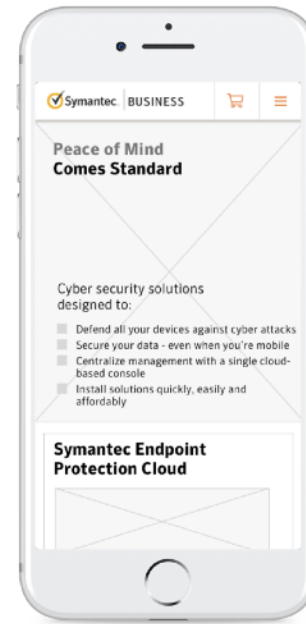 Symantec. BUSINESS
Peace of Mind
Comes Standard
Cyber security solutions
designed to:
Defend all your devices against cyber attacks
Secure your data - even when you're mobile
Centralize management with a single cloud-
based console
Install solutions quickly, easily and
affordably
Symantec Endpoint
Protection Cloud